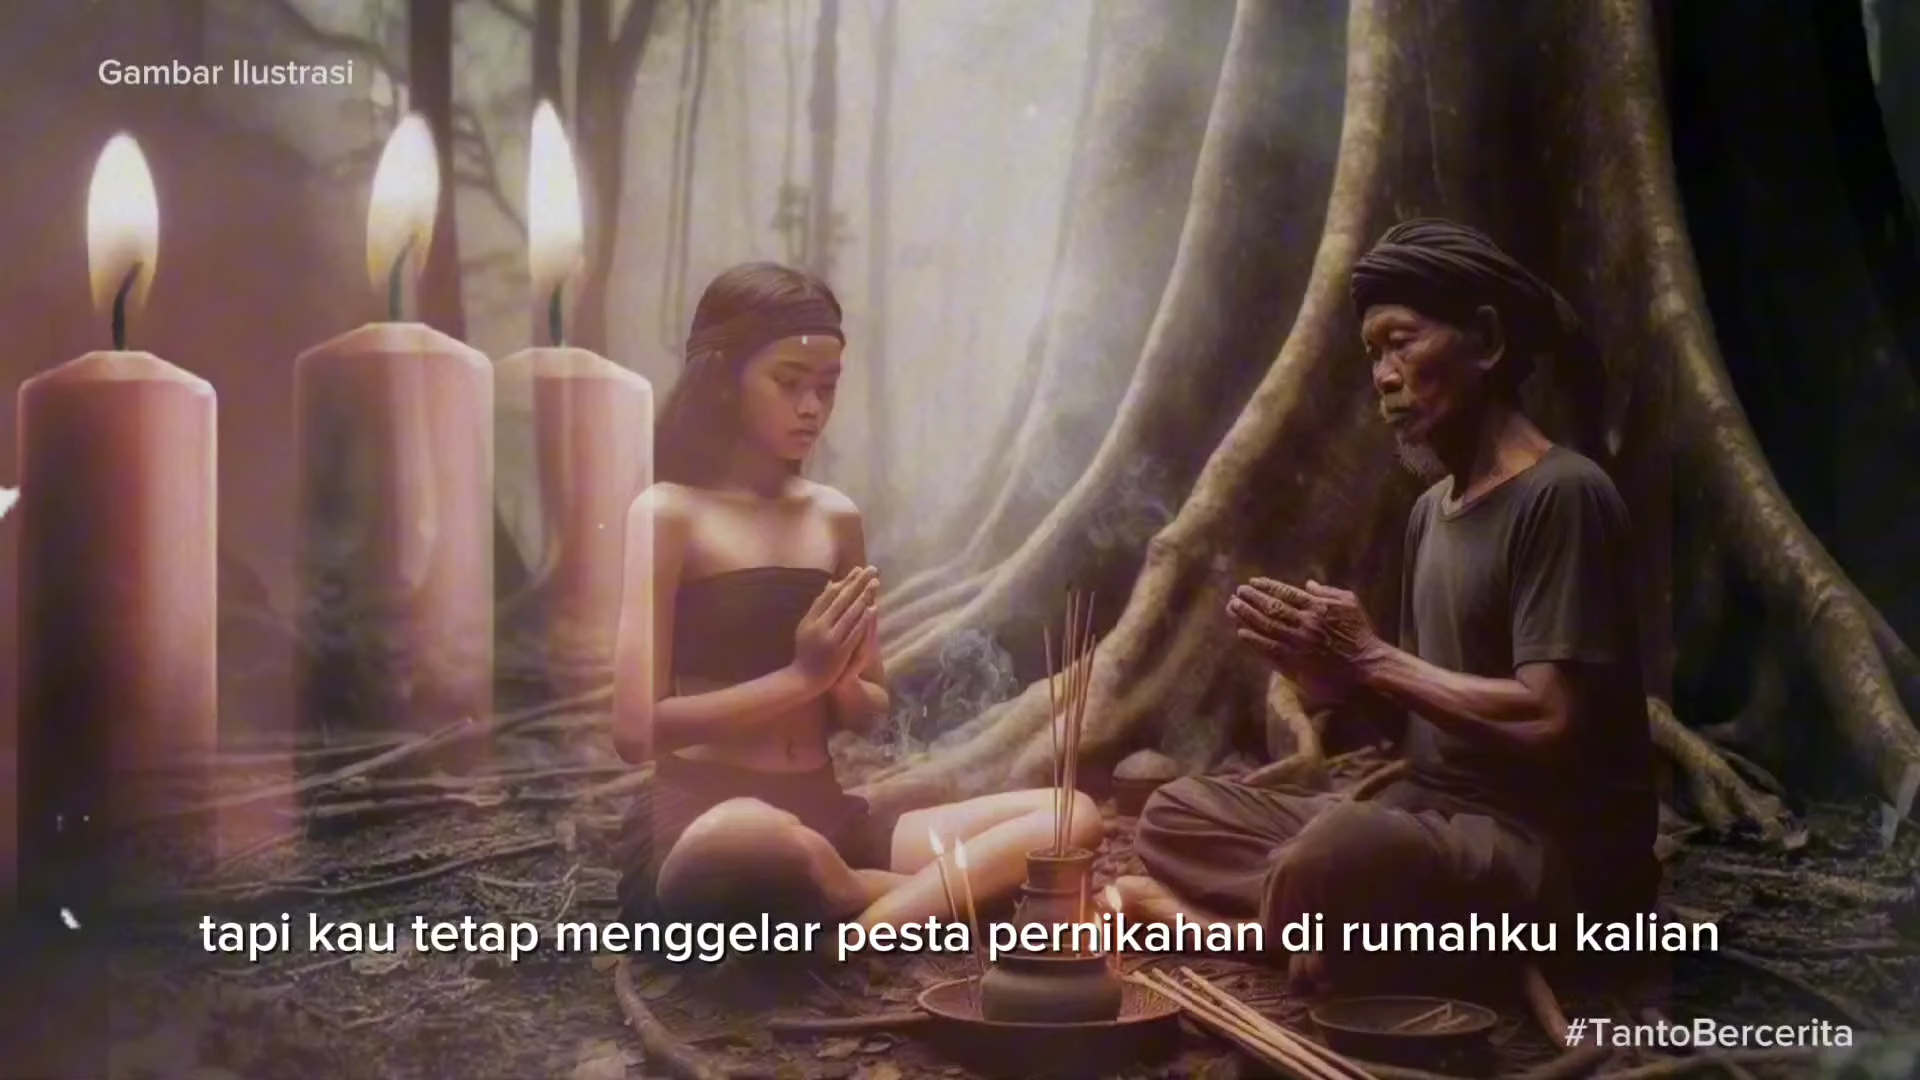 Gambar Ilustrasi
tapi kau tetap menggelar pesta pernikahan di rumahku kalian
#TantoBercerita